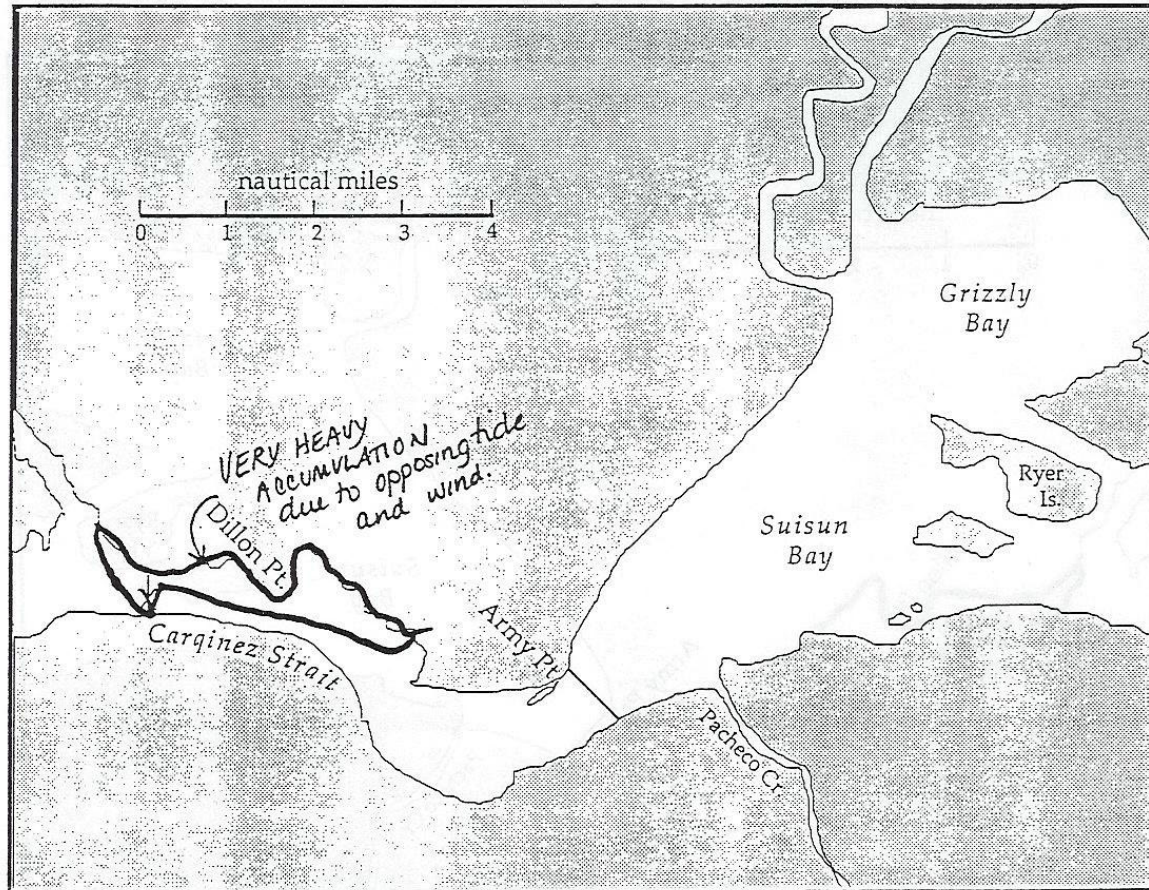 nautical miles
0 1 2 3 4
Grizzly
Bay
VERY HEAVY
ACCUMULATION
due to opposing tide
and wind.
Dillon Pt.
Ryer
Is.
Suisun
Bay
X
Army Pt.
Carqinez Strait
Pacheco Cr